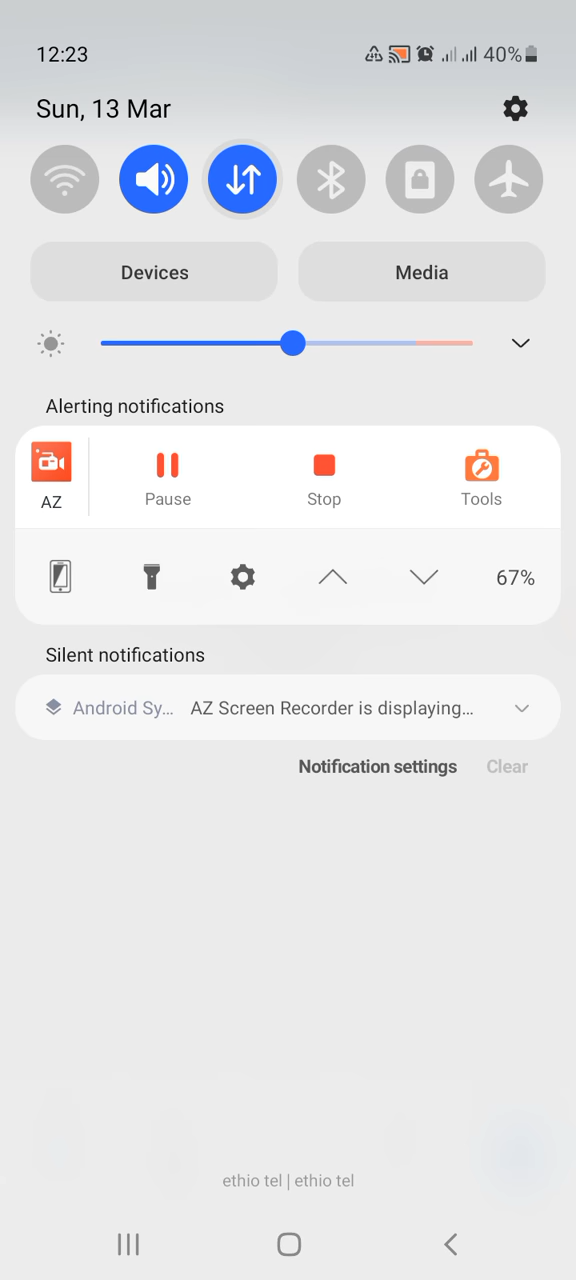 12:23 40%
Sun, 13 Mar
Devices Media
Alerting notifications
AZ Pause Stop Tools
67%
Silent notifications
Android Sy... AZ Screen Recorder is displaying...
Notification settings Clear
ethio tel | ethio tel